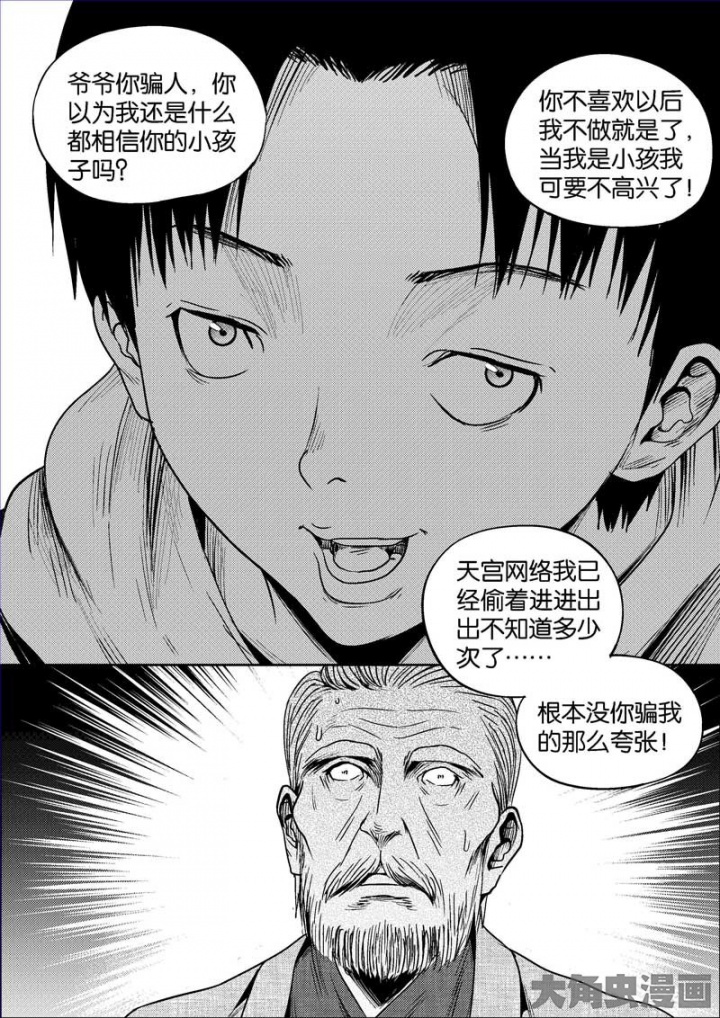 爷爷你骗人，你
以为我还是什么
都相信你的小孩
子吗？
你不喜欢以后
我不做就是了，
当我是小孩我
可要不高兴了！
天宫网络我已
经偷着进进出
出不知道多少
次了……
根本没你骗我
的那么夸张！
大角虫漫画